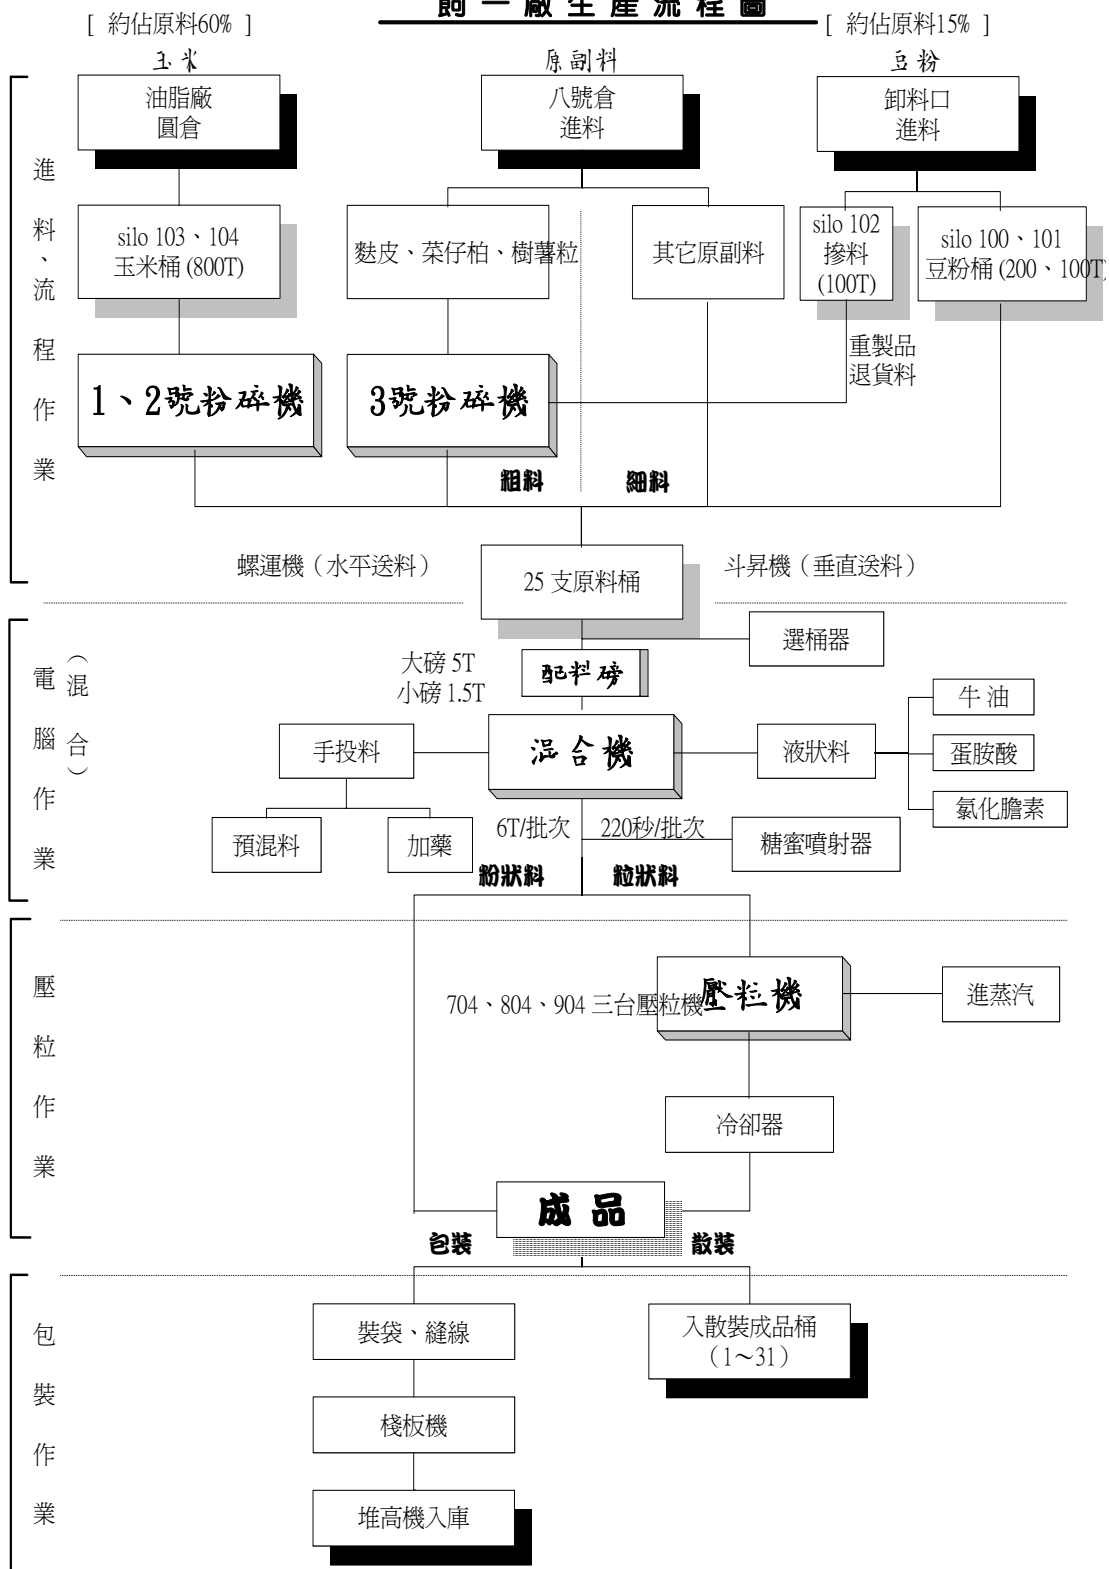 飼一廠生產流程圖
[ 約佔原料60% ]
[ 約佔原料15% ]
玉米
原副料
豆粉
油脂廠
圓倉
八號倉
進料
卸料口
進料
進料、流程作業
silo 103、104
玉米桶 (800T)
麩皮、菜仔柏、樹薯粒
其它原副料
silo 102
摻料
(100T)
silo 100、101
豆粉桶 (200、100T)
重製品
退貨料
1、2號粉碎機
3號粉碎機
粗料
細料
螺運機（水平送料）
25 支原料桶
斗昇機（垂直送料）
電腦作業
（混合）
選桶器
大磅 5T
小磅 1.5T
配料磅
手投料
混合機
液狀料
牛油
蛋胺酸
氯化膽素
預混料
加藥
6T/批次
220秒/批次
糖蜜噴射器
粉狀料
粒狀料
壓粒作業
704、804、904 三台壓粒機
壓粒機
進蒸汽
冷卻器
成品
包裝
散裝
包裝作業
裝袋、縫線
入散裝成品桶
（1～31）
棧板機
堆高機入庫